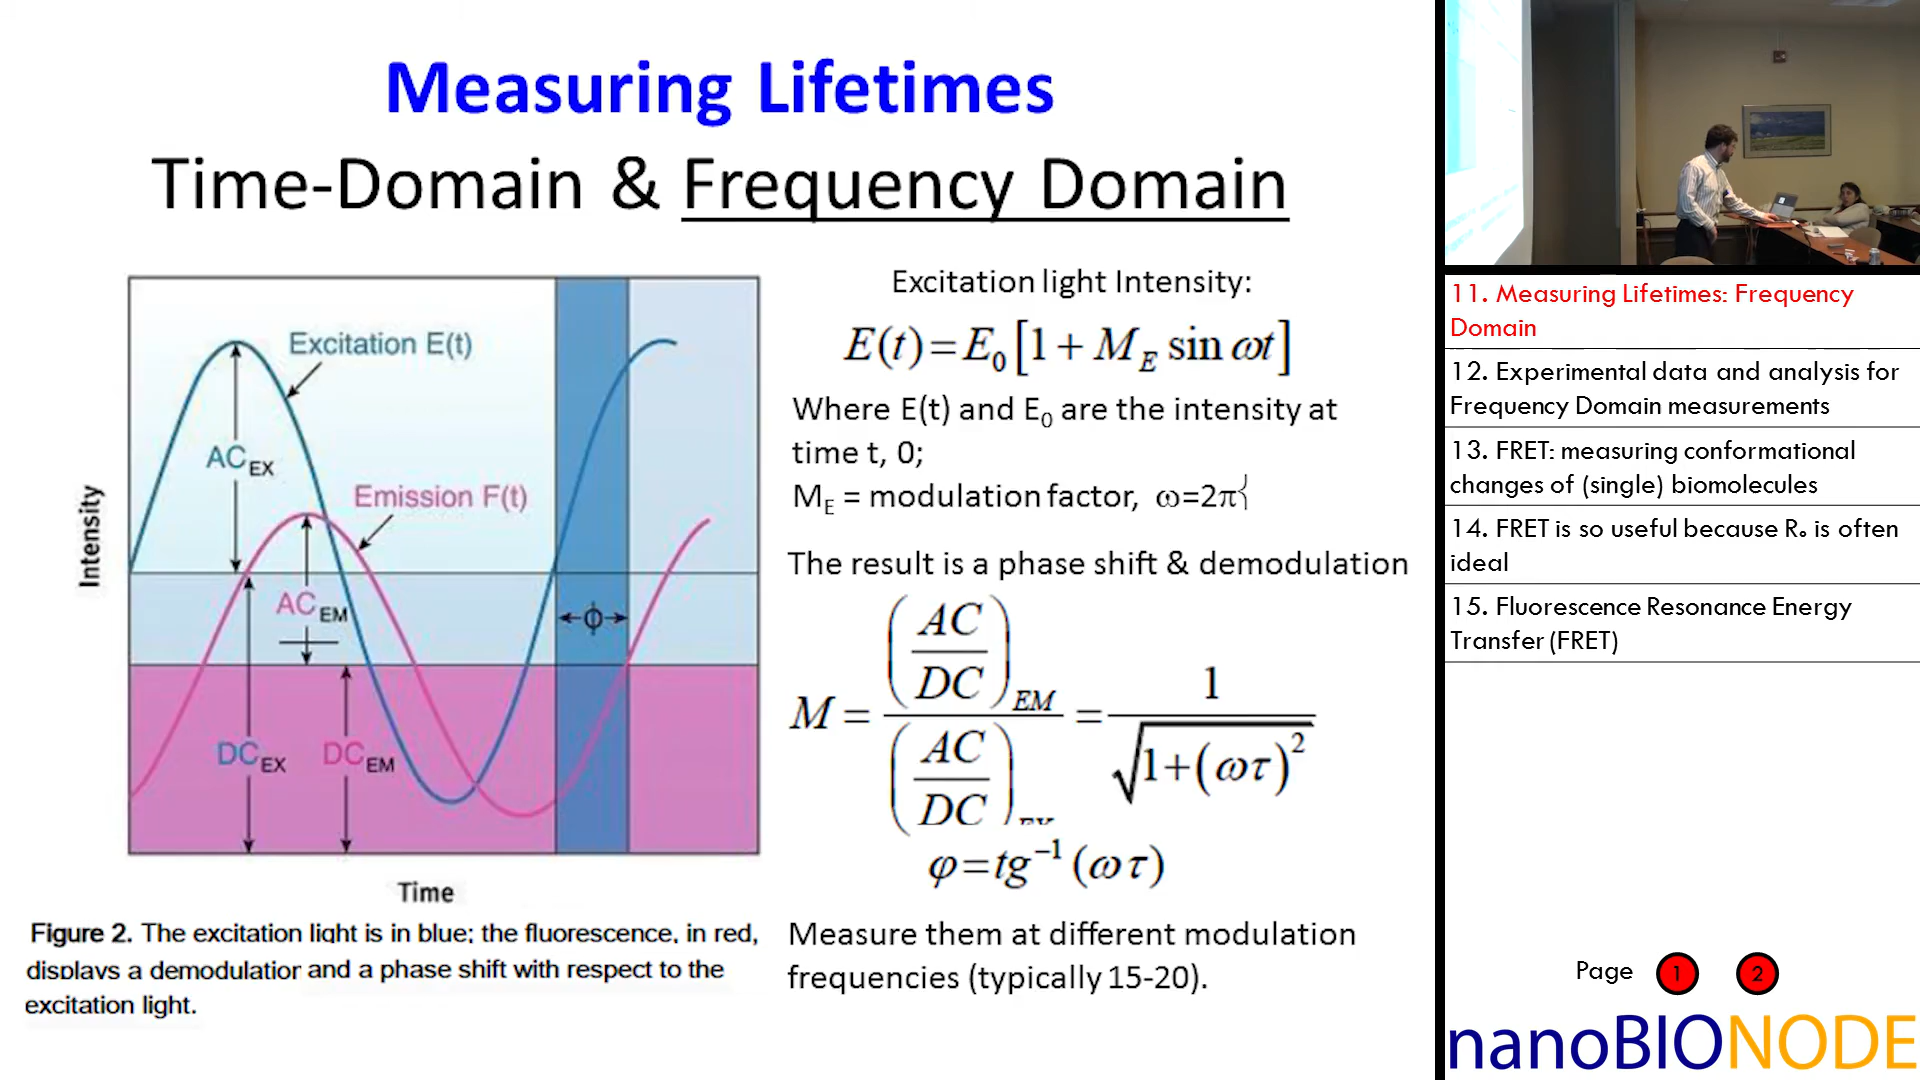 Measuring Lifetimes
Time-Domain & Frequency Domain
Intensity
Excitation E(t)
AC_EX
Emission F(t)
AC_EM
ϕ
DC_EX
DC_EM
Time
Figure 2. The excitation light is in blue; the fluorescence, in red,
displays a demodulation and a phase shift with respect to the
excitation light.
Excitation light Intensity:
E(t)=E₀[1+M_E sin ωt]
Where E(t) and E₀ are the intensity at
time t, 0;
M_E = modulation factor, ω=2π{
The result is a phase shift & demodulation
M = (AC/DC)_EM / (AC/DC)_EX = 1/√(1+(ωτ)²)
φ=tg⁻¹(ωτ)
Measure them at different modulation
frequencies (typically 15-20).
11. Measuring Lifetimes: Frequency
Domain
12. Experimental data and analysis for
Frequency Domain measurements
13. FRET: measuring conformational
changes of (single) biomolecules
14. FRET is so useful because R₀ is often
ideal
15. Fluorescence Resonance Energy
Transfer (FRET)
Page 1 2
nanoBIONODE